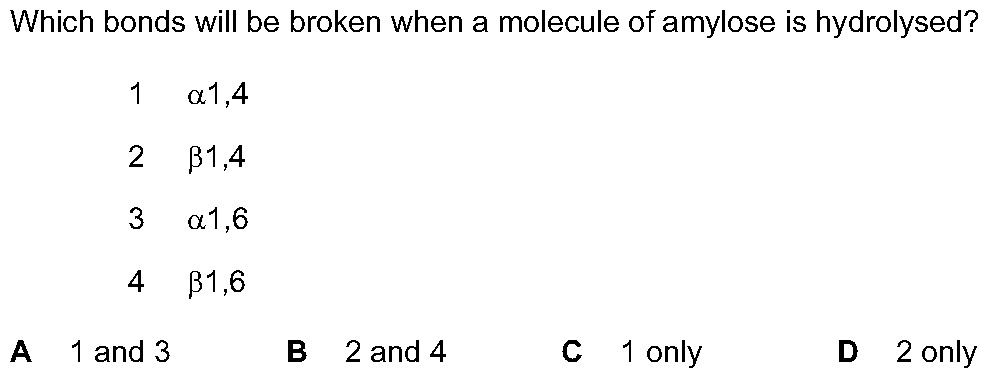 Which bonds will be broken when a molecule of amylose is hydrolysed?
1 α1,4
2 β1,4
3 α1,6
4 β1,6
A 1 and 3 B 2 and 4 C 1 only D 2 only